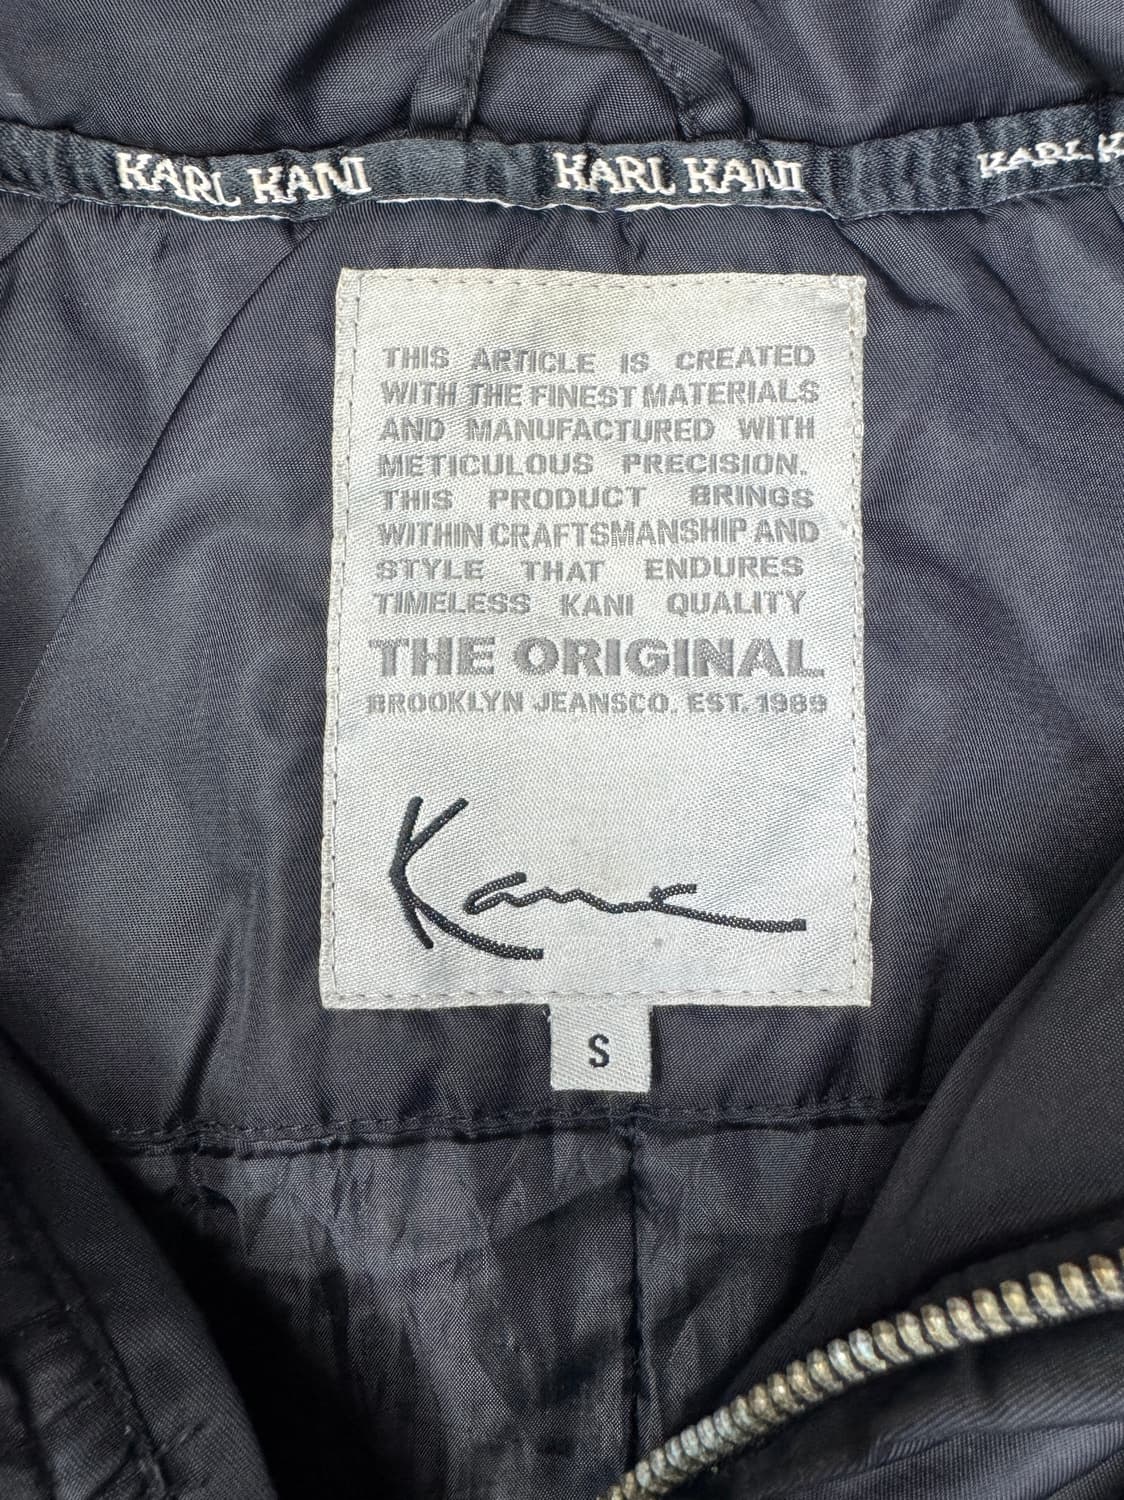 KARL KANI KARL KANI KARL K
THIS ARTICLE IS CREATED
WITH THE FINEST MATERIALS
AND MANUFACTURED WITH
METICULOUS PRECISION.
THIS PRODUCT BRINGS
WITHIN CRAFTSMANSHIP AND
STYLE THAT ENDURES
TIMELESS KANI QUALITY
THE ORIGINAL
BROOKLYN JEANSCO. EST. 1989
Kani
S